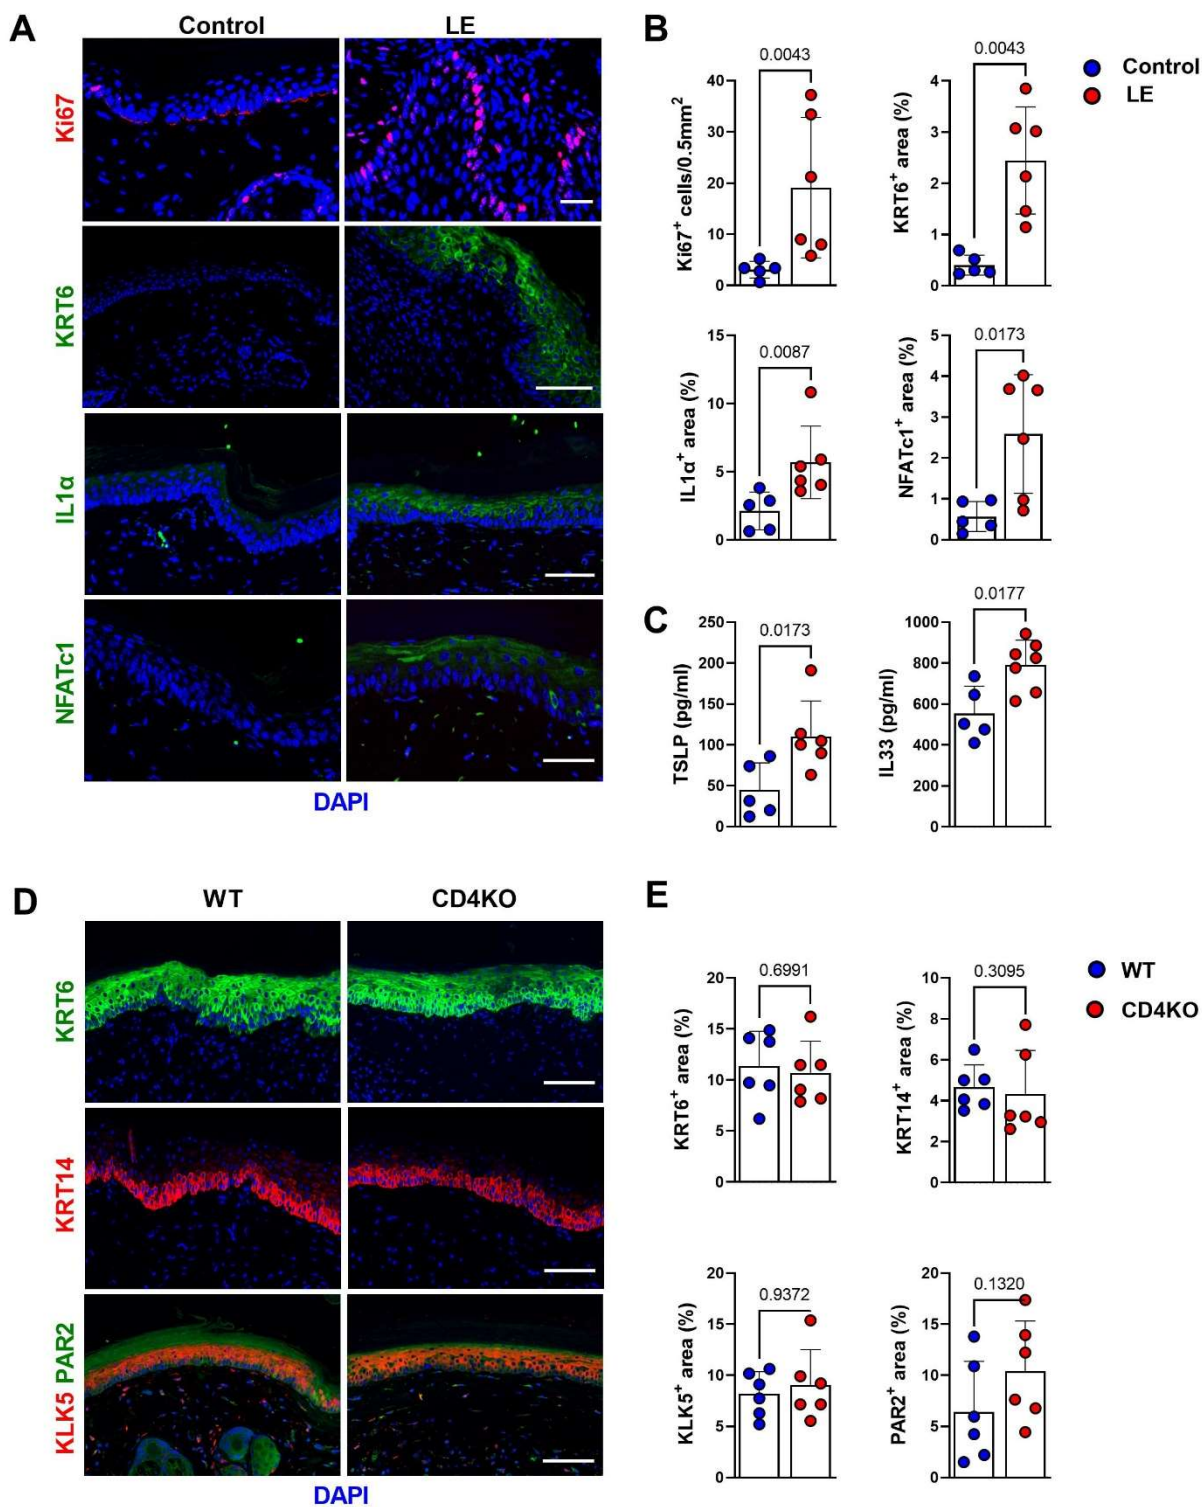 A
Control
LE
Ki67
KRT6
IL1α
NFATc1
DAPI
B
0.0043
40
30
20
10
0
Ki67⁺ cells/0.5mm²
0.0043
4
3
2
1
0
KRT6⁺ area (%)
Control
LE
0.0087
15
10
5
0
IL1α⁺ area (%)
0.0173
5
4
3
2
1
0
NFATc1⁺ area (%)
C
0.0173
250
200
150
100
50
0
TSLP (pg/ml)
0.0177
1000
800
600
400
200
0
IL33 (pg/ml)
D
WT
CD4KO
KRT6
KRT14
KLK5 PAR2
DAPI
E
0.6991
20
15
10
5
0
KRT6⁺ area (%)
0.3095
10
8
6
4
2
0
KRT14⁺ area (%)
WT
CD4KO
0.9372
20
15
10
5
0
KLK5⁺ area (%)
0.1320
20
15
10
5
0
PAR2⁺ area (%)